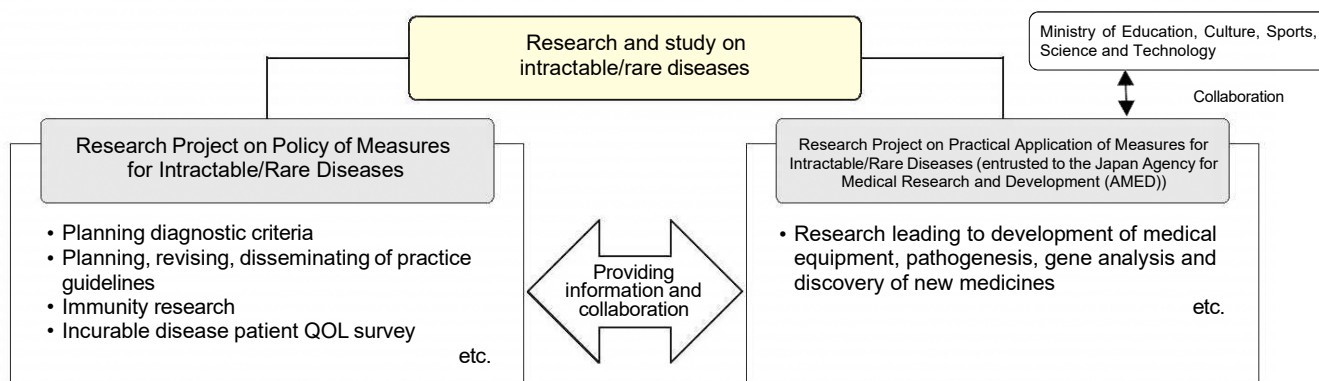 Research and study on
intractable/rare diseases
Ministry of Education, Culture, Sports,
Science and Technology
Collaboration
Research Project on Policy of Measures
for Intractable/Rare Diseases
Research Project on Practical Application of Measures for
Intractable/Rare Diseases (entrusted to the Japan Agency for
Medical Research and Development (AMED))
• Planning diagnostic criteria
• Planning, revising, disseminating of practice
guidelines
• Immunity research
• Incurable disease patient QOL survey
etc.
Providing
information and
collaboration
• Research leading to development of medical
equipment, pathogenesis, gene analysis and
discovery of new medicines
etc.